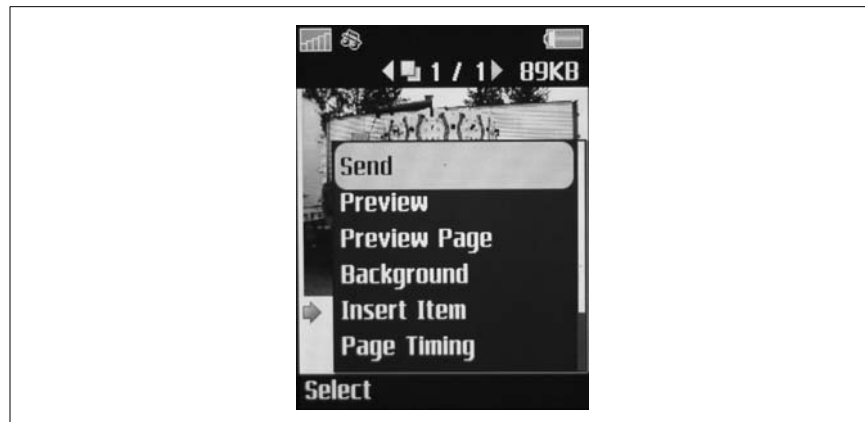 1 / 1 89KB
Send
Preview
Preview Page
Background
Insert Item
Page Timing
Select